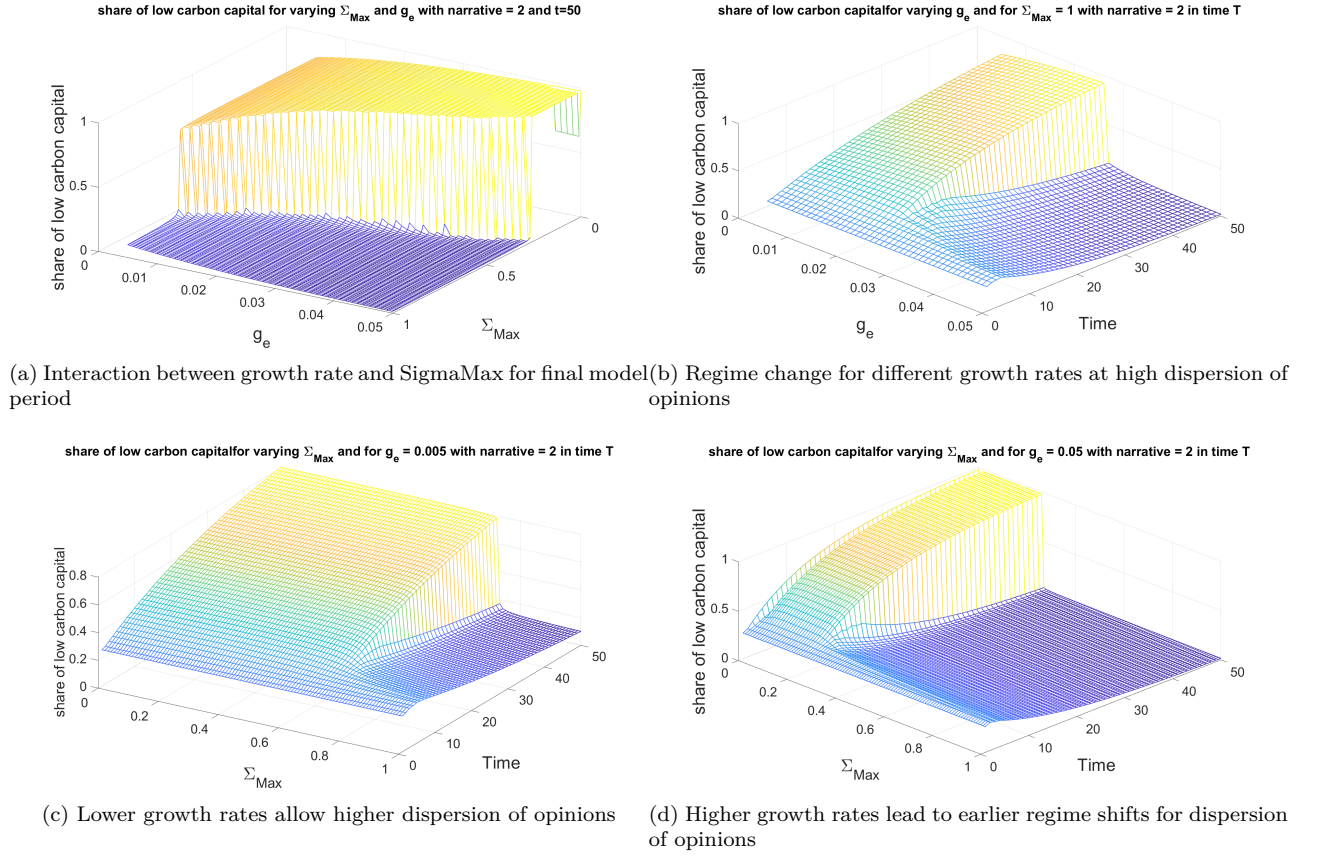 share of low carbon capital for varying Σ_Max and g_e with narrative = 2 and t=50
share of low carbon capital
1
0.5
0
0
0.01
0.02
0.03
0.04
0.05
g_e
0
0.5
1
Σ_Max
(a) Interaction between growth rate and SigmaMax for final model
period
share of low carbon capitalfor varying g_e and for Σ_Max = 1 with narrative = 2 in time T
share of low carbon capital
1
0.5
0
0
0.01
0.02
0.03
0.04
0.05
g_e
50
40
30
20
10
0
Time
(b) Regime change for different growth rates at high dispersion of
opinions
share of low carbon capitalfor varying Σ_Max and for g_e = 0.005 with narrative = 2 in time T
share of low carbon capital
0.8
0.6
0.4
0.2
0
0
0.2
0.4
0.6
0.8
1
Σ_Max
50
40
30
20
10
0
Time
(c) Lower growth rates allow higher dispersion of opinions
share of low carbon capitalfor varying Σ_Max and for g_e = 0.05 with narrative = 2 in time T
share of low carbon capital
1
0.5
0
0
0.2
0.4
0.6
0.8
1
Σ_Max
50
40
30
20
10
0
Time
(d) Higher growth rates lead to earlier regime shifts for dispersion
of opinions